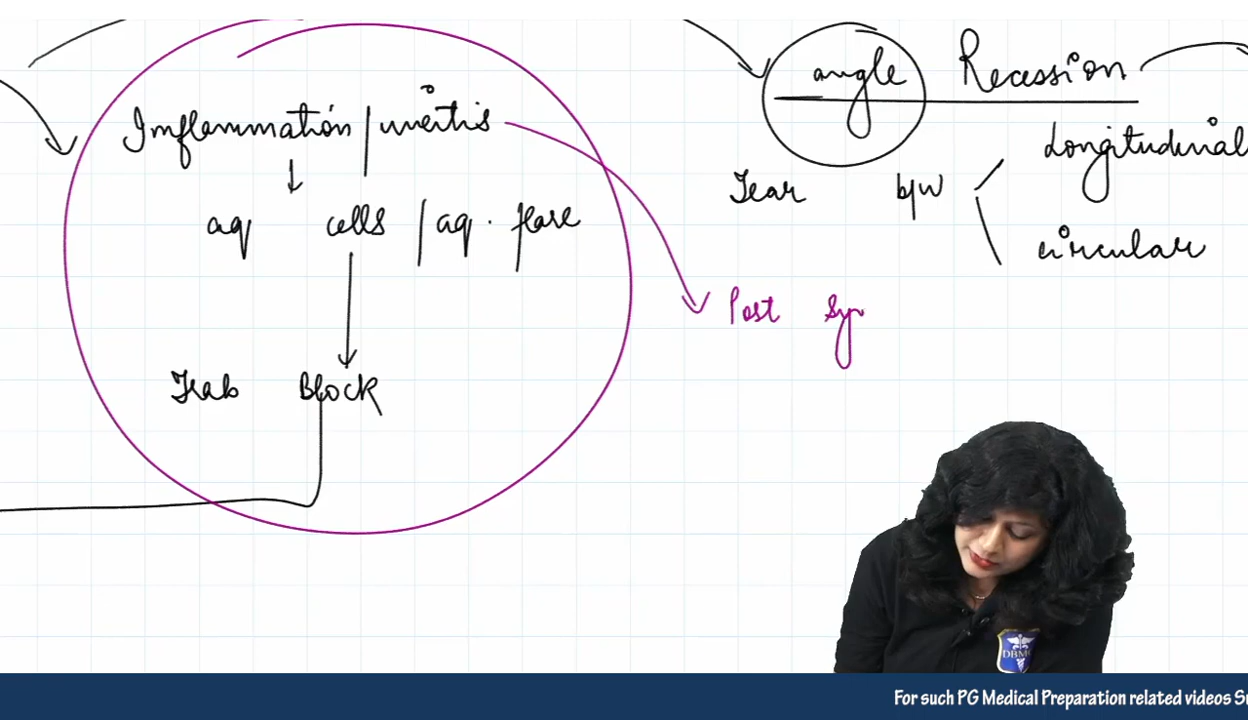 Inflammation / uveitis
aq cells / aq. flare
Trab Block
angle Recession
Tear b/w Longitudinal
circular
Post Syn
DBMC
For such PG Medical Preparation related videos Su